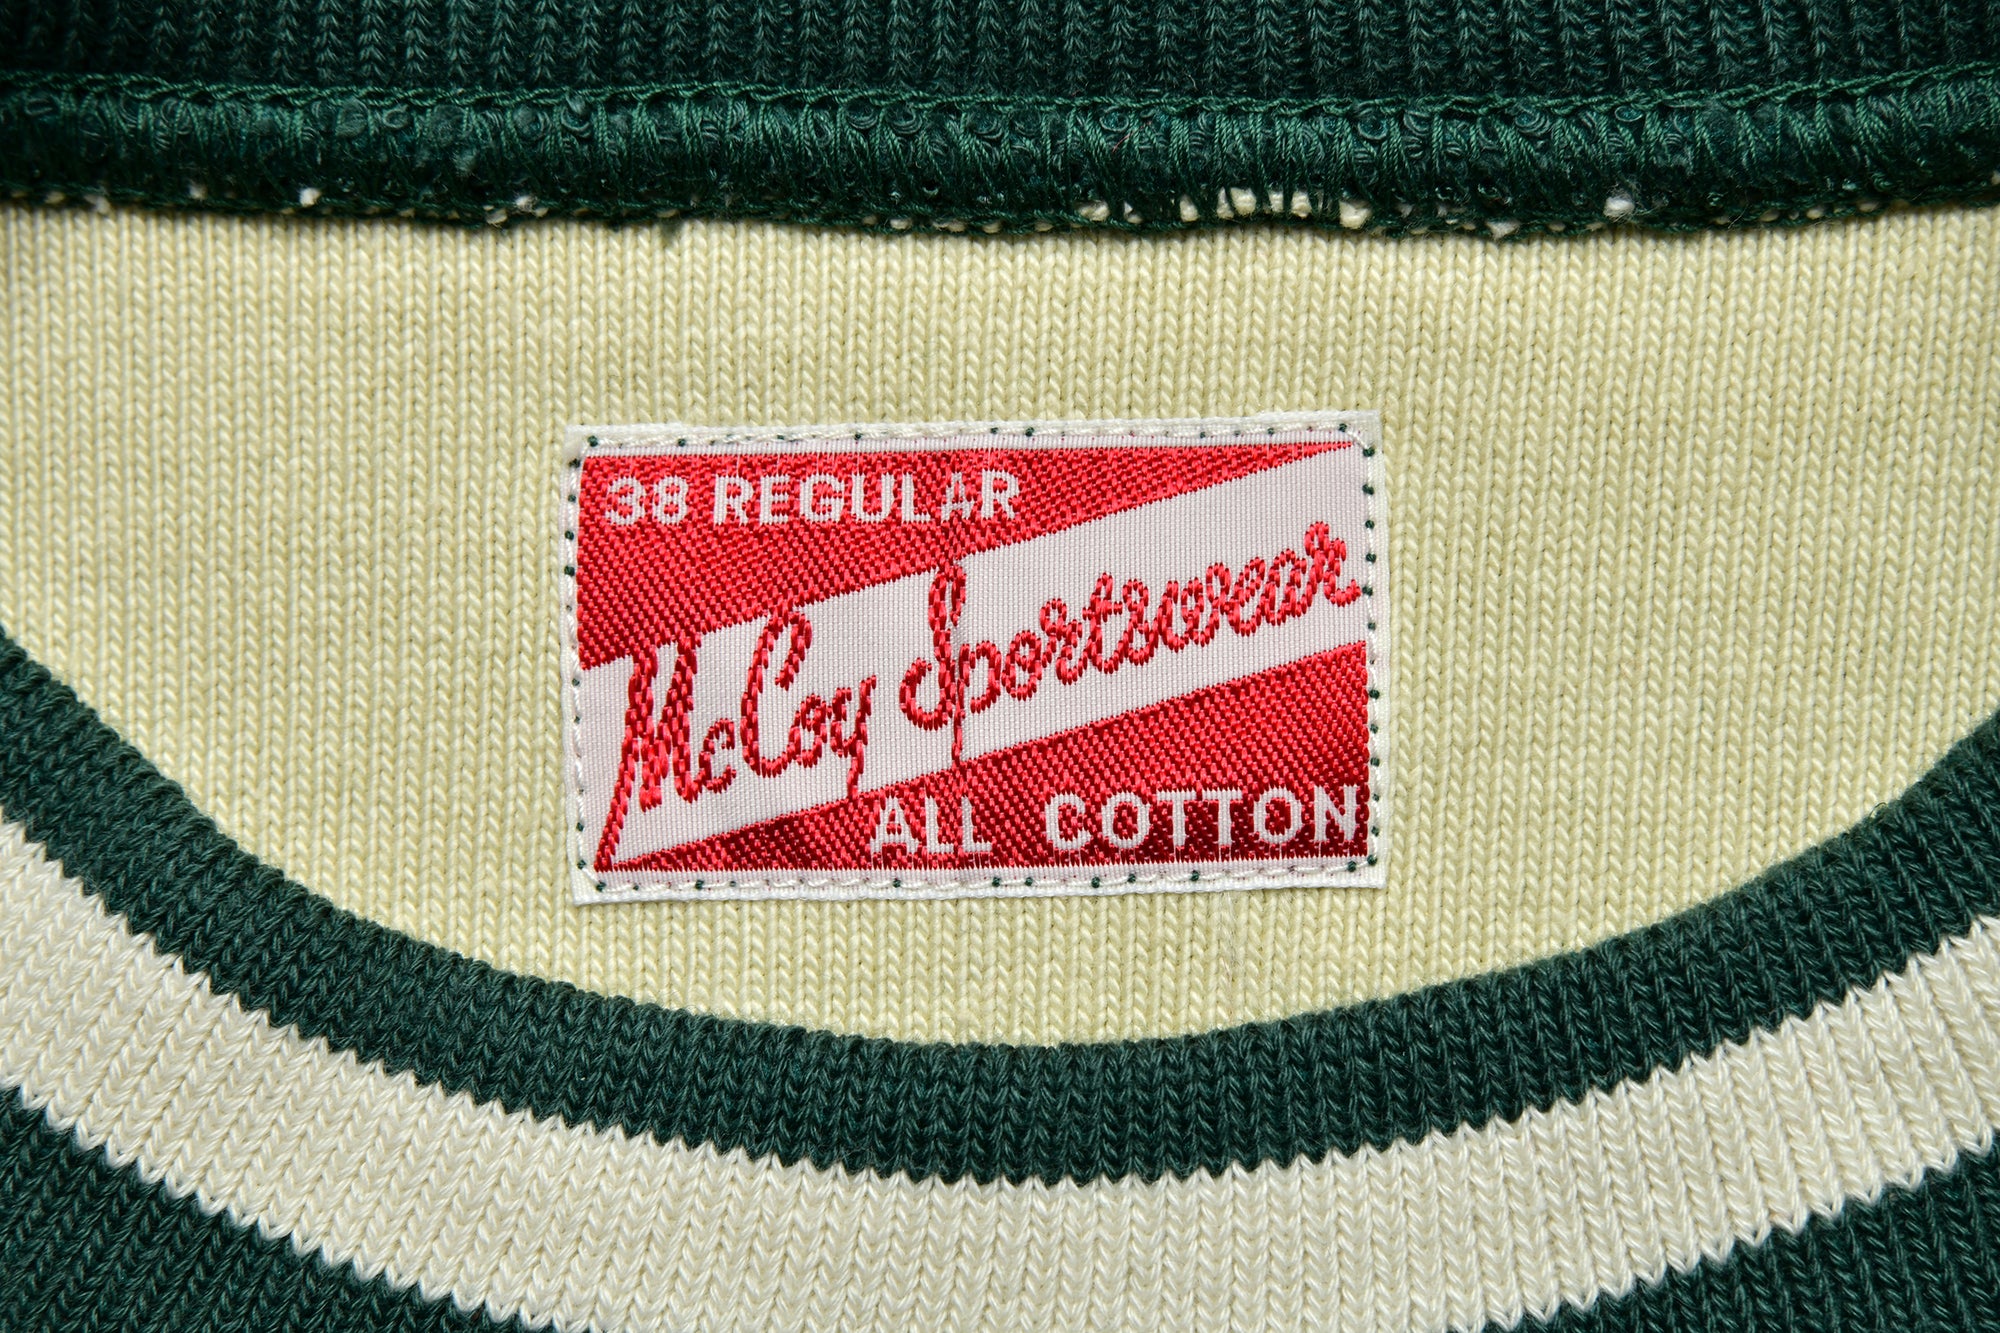 38 REGULAR
McCoy Sportswear
ALL COTTON